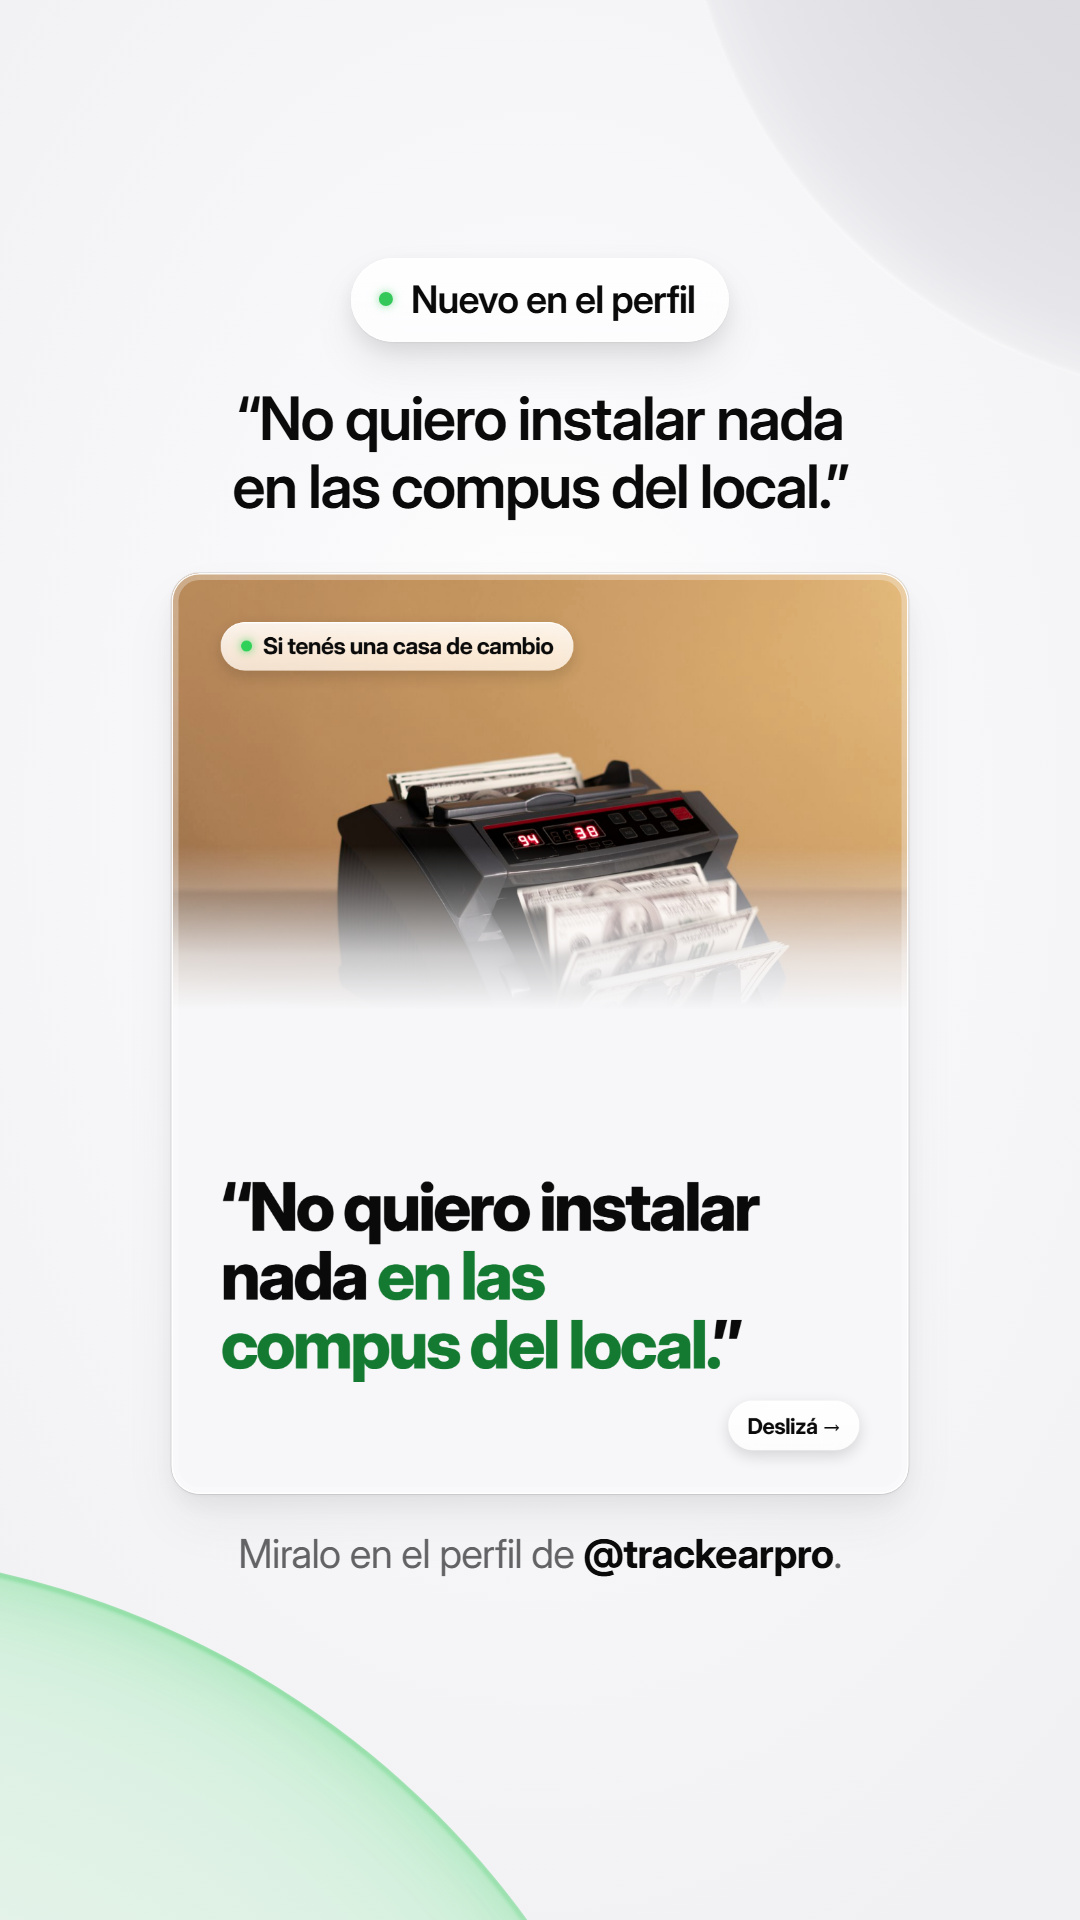 Nuevo en el perfil
“No quiero instalar nada
en las compus del local.”
Si tenés una casa de cambio
94 38
“No quiero instalar
nada en las
compus del local.”
Deslizá →
Miralo en el perfil de @trackearpro.